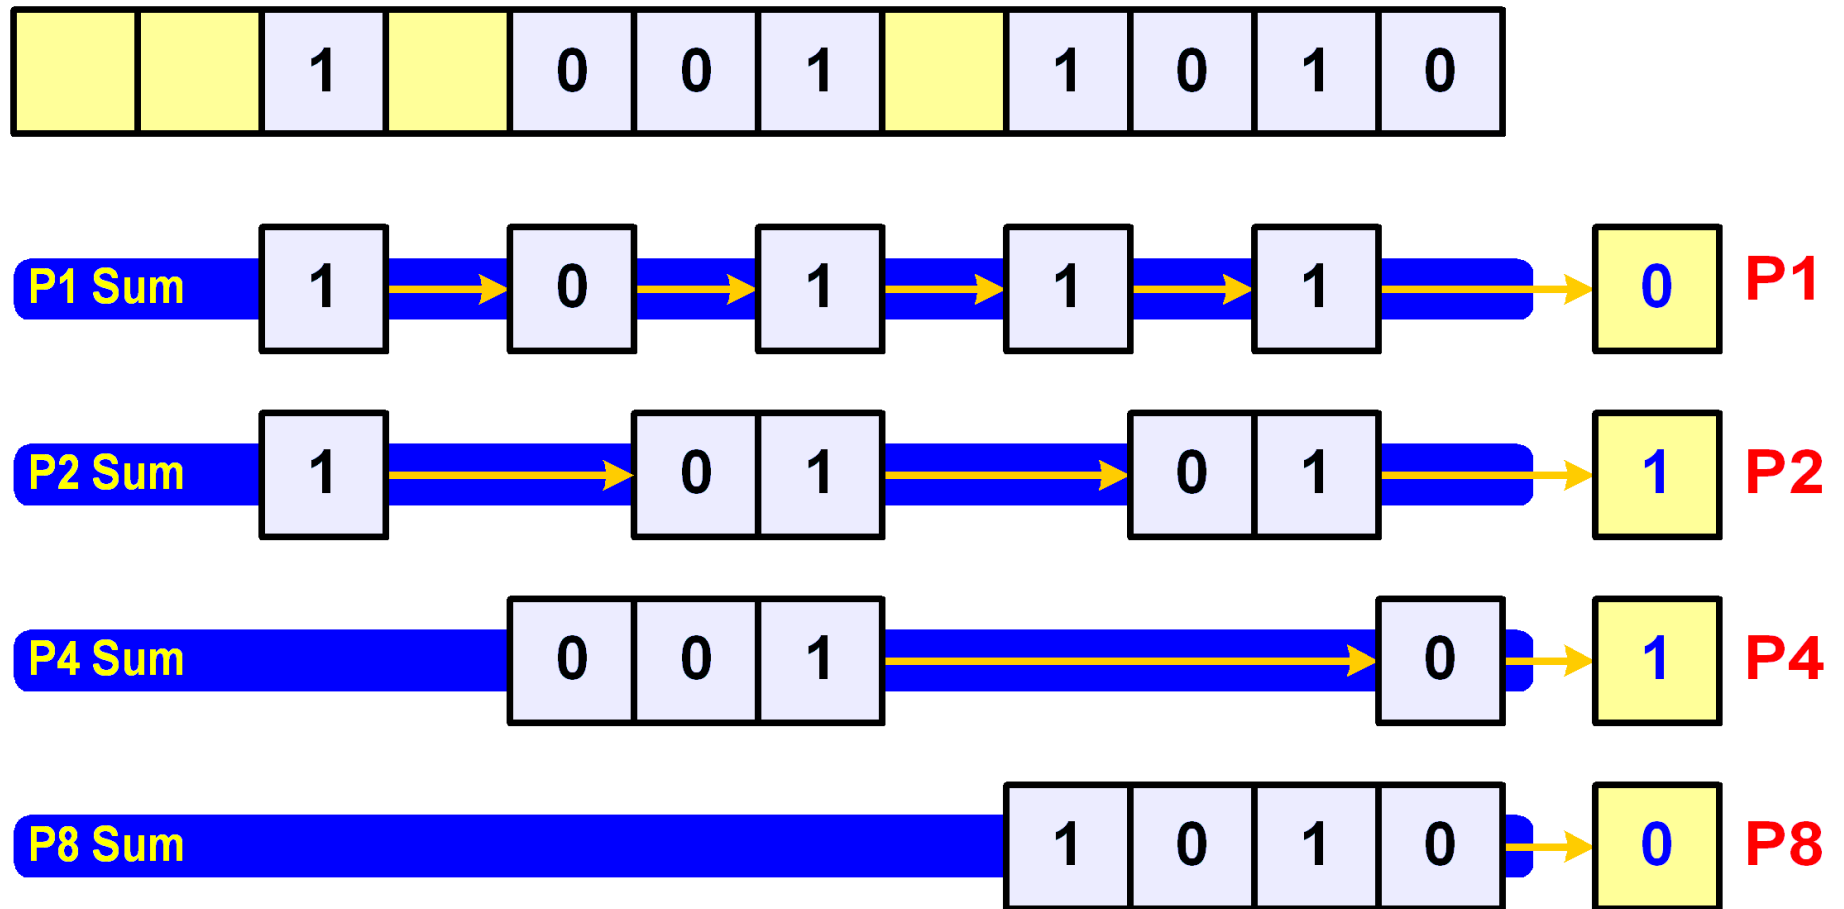 1 0 0 1 1 0 1 0
P1 Sum 1 0 1 1 1 0 P1
P2 Sum 1 0 1 0 1 1 P2
P4 Sum 0 0 1 0 1 P4
P8 Sum 1 0 1 0 0 P8